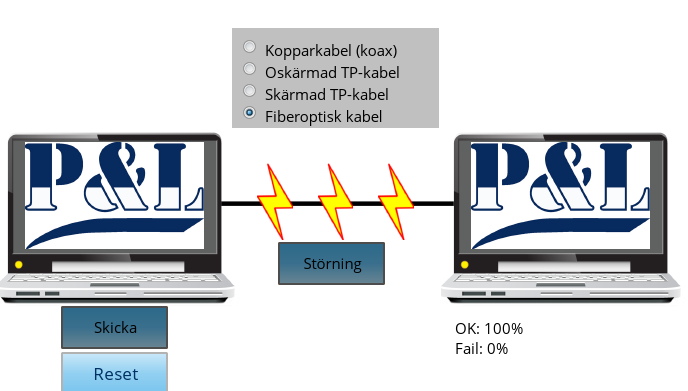 Kopparkabel (koax)
Oskärmad TP-kabel
Skärmad TP-kabel
Fiberoptisk kabel
P&L
P&L
Störning
Skicka
OK: 100%
Fail: 0%
Reset